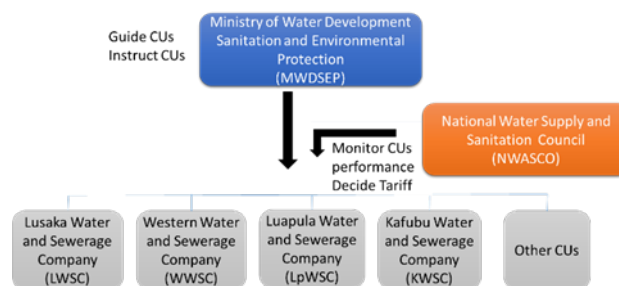 Guide CUs
Instruct CUs
Ministry of Water Development
Sanitation and Environmental
Protection
(MWDSEP)
National Water Supply and
Sanitation Council
(NWASCO)
Monitor CUs
performance
Decide Tariff
Lusaka Water
and Sewerage
Company
(LWSC)
Western Water
and Sewerage
Company
(WWSC)
Luapula Water
and Sewerage
Company
(LpWSC)
Kafubu Water
and Sewerage
Company
(KWSC)
Other CUs